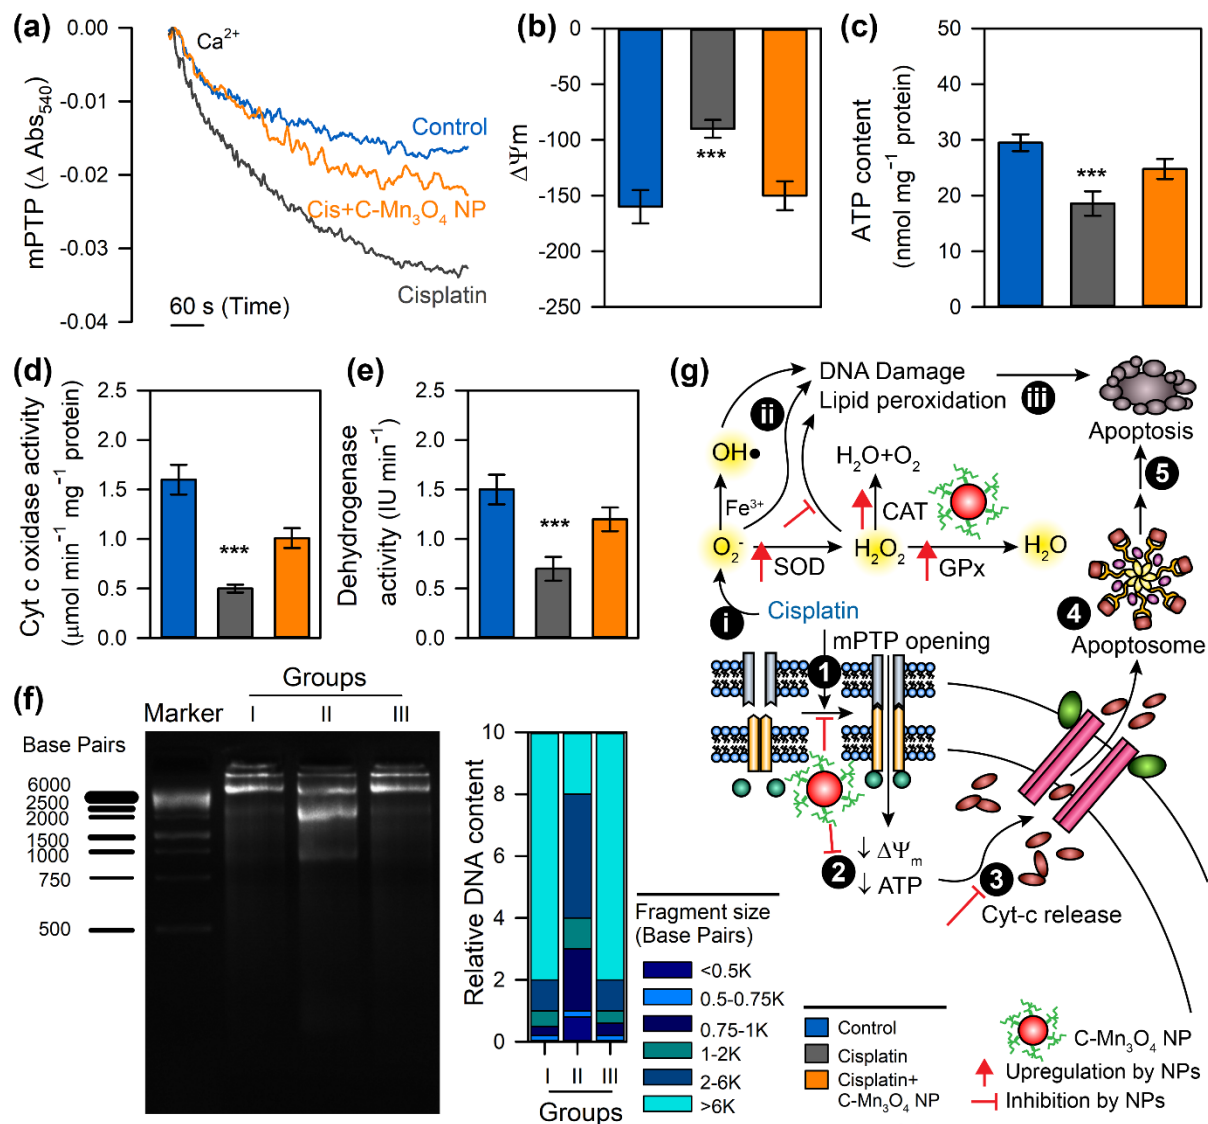 (a)
0.00
-0.01
-0.02
-0.03
-0.04
mPTP (Δ Abs₅₄₀)
Ca²⁺
Control
Cis+C-Mn₃O₄ NP
Cisplatin
60 s (Time)
(b)
0
-50
-100
-150
-200
-250
ΔΨm
***
(c)
50
40
30
20
10
0
ATP content
(nmol mg⁻¹ protein)
***
(d)
2.5
2.0
1.5
1.0
0.5
0.0
Cyt c oxidase activity
(μmol min⁻¹ mg⁻¹ protein)
***
(e)
2.5
2.0
1.5
1.0
0.5
0.0
Dehydrogenase
activity (IU min⁻¹)
***
(f)
Groups
Marker I II III
Base Pairs
6000
2500
2000
1500
1000
750
500
10
8
6
4
2
0
Relative DNA content
I II III
Groups
Fragment size
(Base Pairs)
<0.5K
0.5-0.75K
0.75-1K
1-2K
2-6K
>6K
(g)
DNA Damage
Lipid peroxidation
iii
Apoptosis
ii
OH•
H₂O+O₂
5
Fe³⁺
CAT
O₂⁻
SOD
H₂O₂
GPx
H₂O
i
Cisplatin
4
Apoptosome
mPTP opening
1
2
↓ ΔΨₘ
↓ ATP
3
Cyt-c release
Control
Cisplatin
Cisplatin+
C-Mn₃O₄ NP
C-Mn₃O₄ NP
Upregulation by NPs
Inhibition by NPs